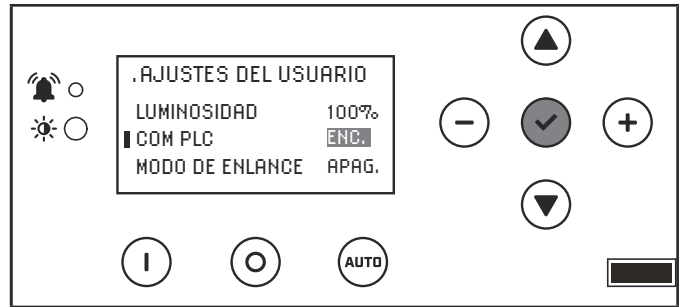 .AJUSTES DEL USUARIO
LUMINOSIDAD 100%
COM PLC ENC.
MODO DE ENLANCE APAG.
AUTO